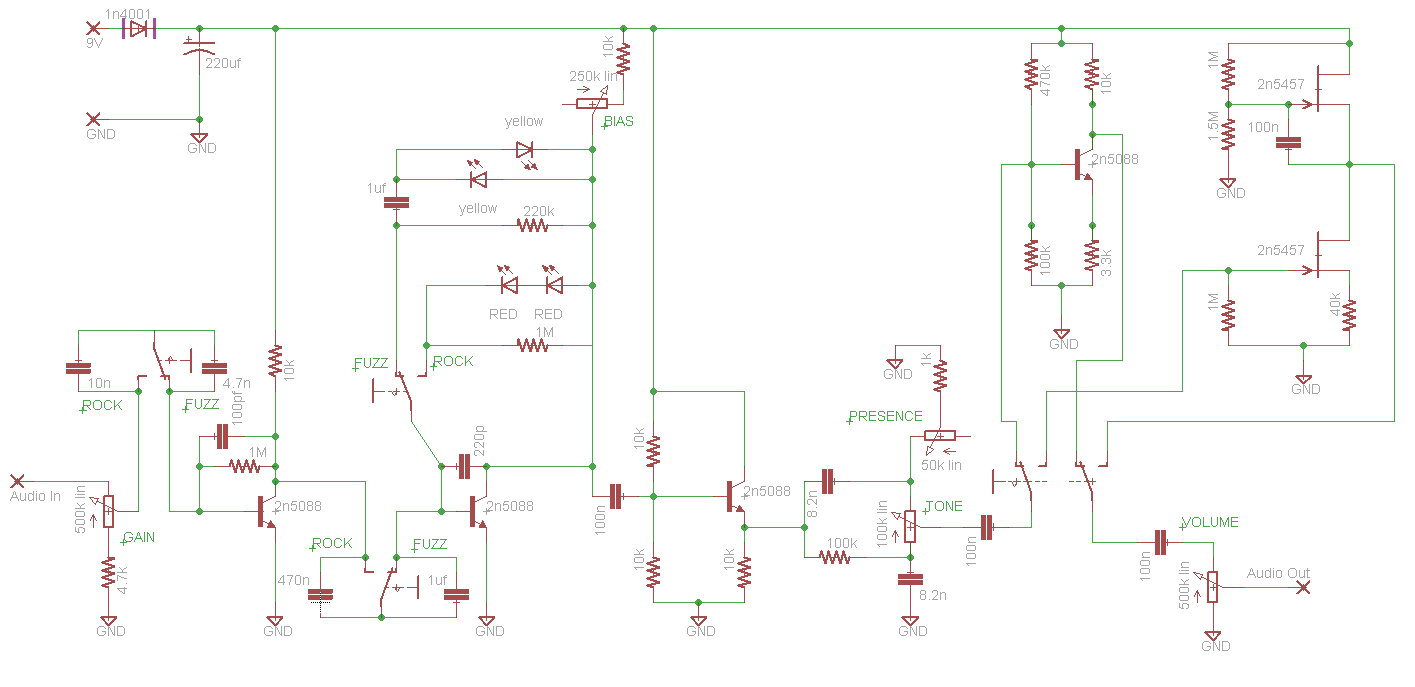 1n4001
9V
220uf
GND
GND
10k
250k lin
BIAS
yellow
1uf
yellow
220k
RED
RED
1M
FUZZ
ROCK
10n
4.7n
ROCK
FUZZ
100pf
10k
1M
220p
Audio In
500k lin
GAIN
2n5088
2n5088
4.7k
GND
GND
ROCK
FUZZ
470n
1uf
GND
100n
10k
10k
2n5088
10k
GND
8.2n
100k
GND
1k
PRESENCE
50k lin
100k lin
TONE
8.2n
GND
100n
470k
10k
2n5088
100k
3.3k
GND
1M
2n5457
1.5M
100n
GND
2n5457
1M
40k
GND
VOLUME
100n
500k lin
Audio Out
GND